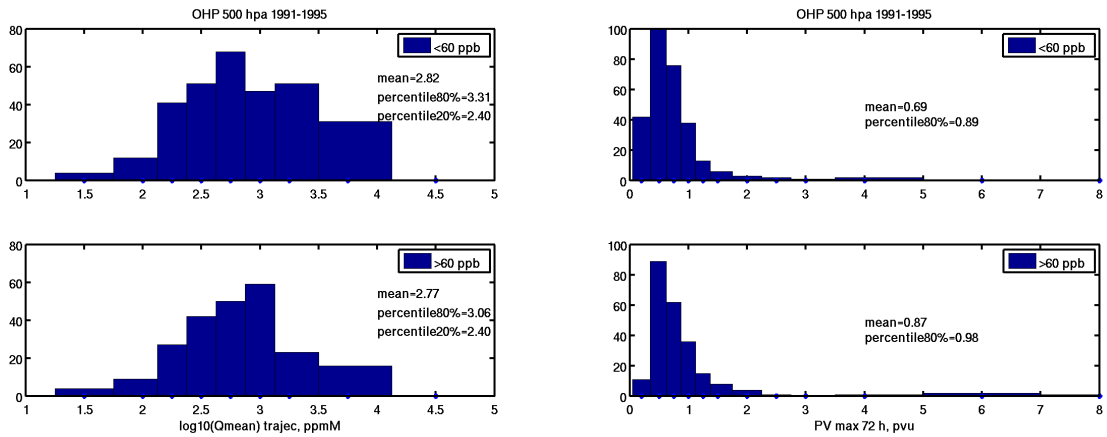 OHP 500 hpa 1991-1995
80
60
40
20
0
<60 ppb
mean=2.82
percentile80%=3.31
percentile20%=2.40
1 1.5 2 2.5 3 3.5 4 4.5 5
OHP 500 hpa 1991-1995
100
80
60
40
20
0
<60 ppb
mean=0.69
percentile80%=0.89
0 1 2 3 4 5 6 7 8
80
60
40
20
0
>60 ppb
mean=2.77
percentile80%=3.06
percentile20%=2.40
1 1.5 2 2.5 3 3.5 4 4.5 5
log10(Qmean) trajec, ppmM
100
80
60
40
20
0
>60 ppb
mean=0.87
percentile80%=0.98
0 1 2 3 4 5 6 7 8
PV max 72 h, pvu